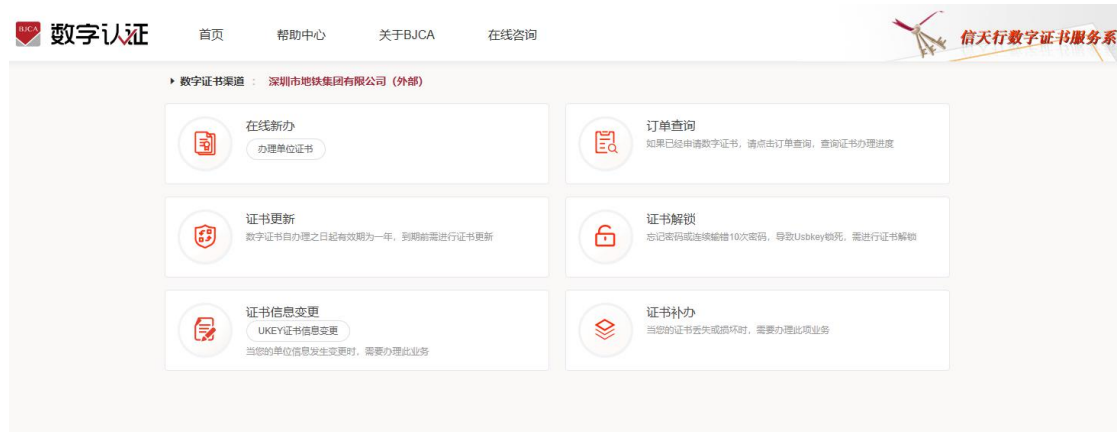 BJCA 数字认证
首页 帮助中心 关于BJCA 在线咨询
信天行数字证书服务系
数字证书渠道 : 深圳市地铁集团有限公司（外部）
在线新办
办理单位证书
订单查询
如果已经申请数字证书，请点击订单查询，查询证书办理进度
证书更新
数字证书自办理之日起有效期为一年，到期前需进行证书更新
证书解锁
忘记密码或连续输错10次密码，导致Usbkey锁死，需进行证书解锁
证书信息变更
UKEY证书信息变更
当您的单位信息发生变更时，需要办理此业务
证书补办
当您的证书丢失或损坏时，需要办理此项业务